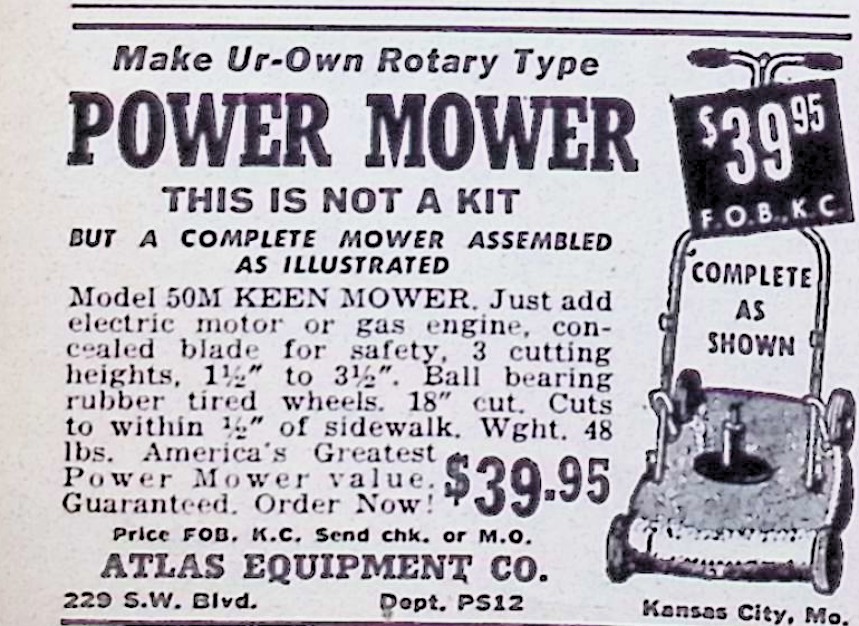 Make Ur-Own Rotary Type
POWER MOWER
THIS IS NOT A KIT
BUT A COMPLETE MOWER ASSEMBLED
AS ILLUSTRATED
Model 50M KEEN MOWER. Just add
electric motor or gas engine, con-
cealed blade for safety, 3 cutting
heights, 1½" to 3½". Ball bearing
rubber tired wheels. 18" cut. Cuts
to within ½" of sidewalk. Wght. 48
lbs. America's Greatest
Power Mower value.
Guaranteed. Order Now!
$39.95
Price FOB. K.C. Send chk. or M.O.
ATLAS EQUIPMENT CO.
229 S.W. Blvd. Dept. PS12 Kansas City, Mo.
$39 95
F.O.B., K.C.
COMPLETE
AS
SHOWN